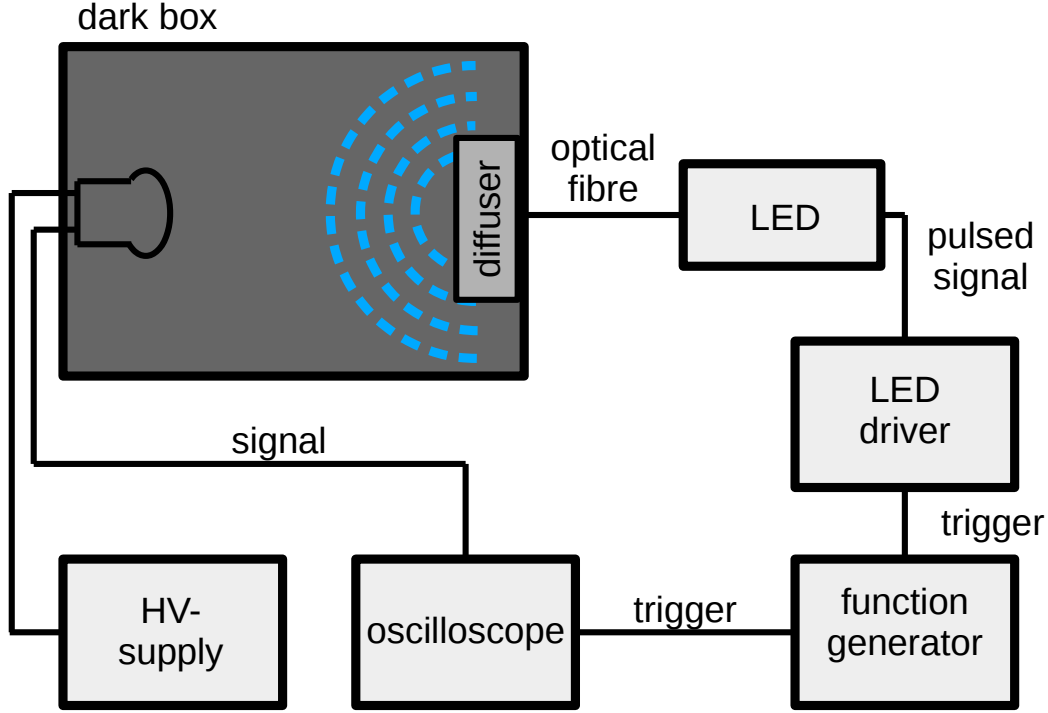 dark box
optical
fibre
diffuser
LED
pulsed
signal
LED
driver
signal
trigger
HV-
supply
oscilloscope
trigger
function
generator